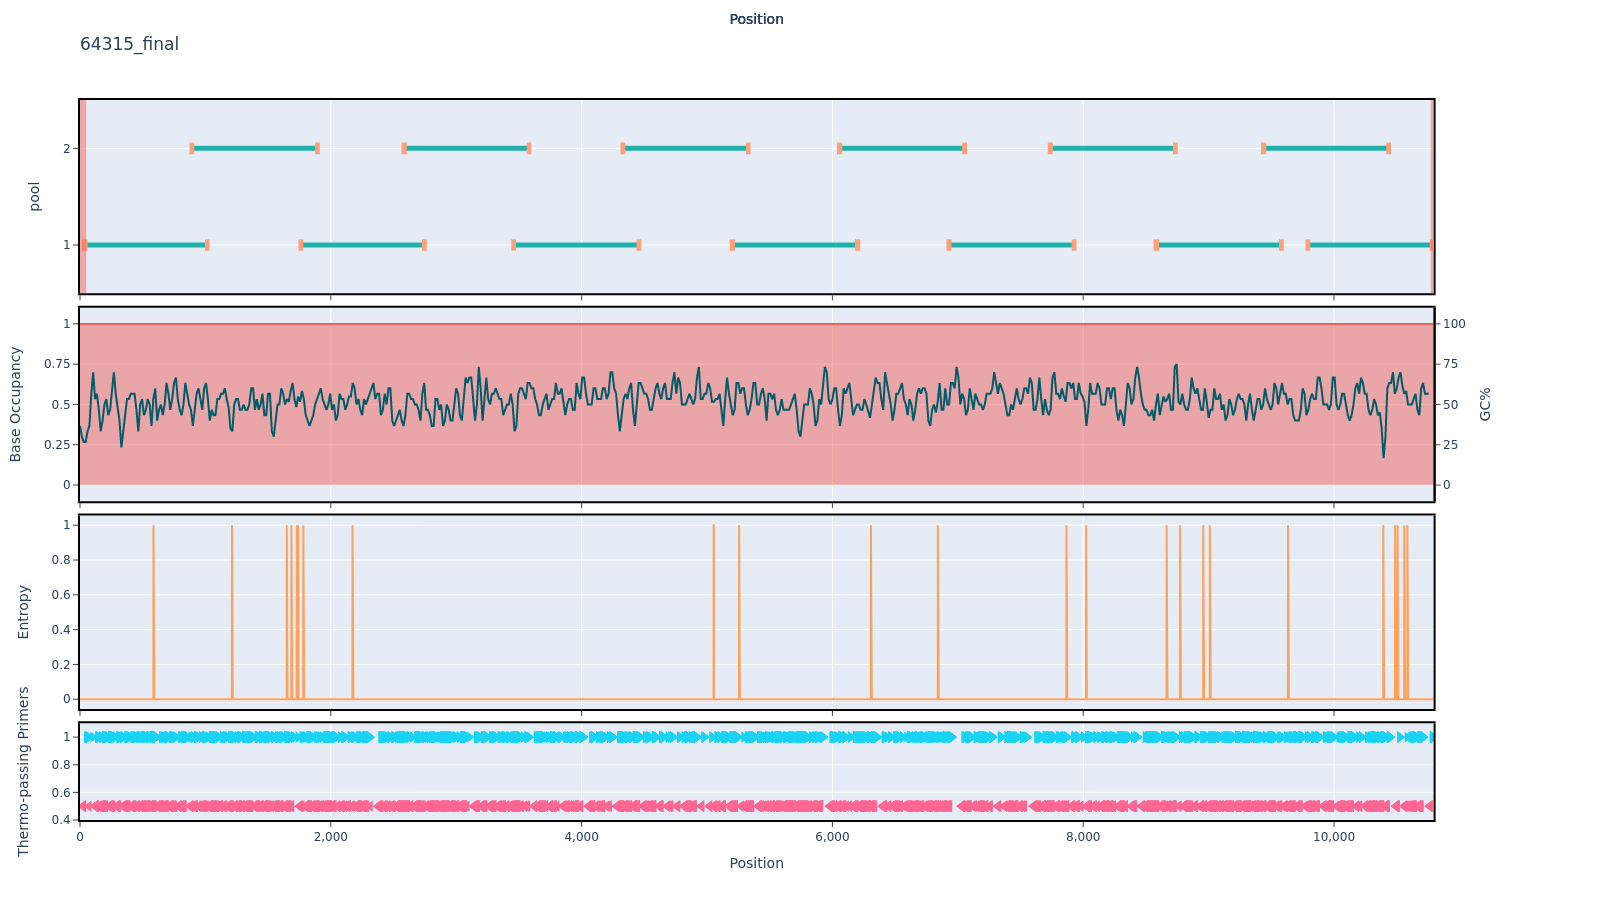 Position
64315_final
pool
2
1
Base Occupancy
1
0.75
0.5
0.25
0
100
75
50
25
0
GC%
Entropy
1
0.8
0.6
0.4
0.2
0
Thermo-passing Primers
1
0.8
0.6
0.4
0 2,000 4,000 6,000 8,000 10,000
Position